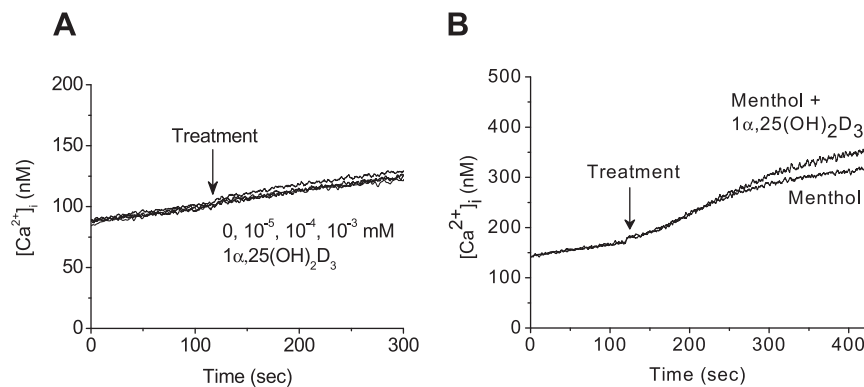 A
200
150
100
50
0
0
100
200
300
[Ca²⁺]ᵢ (nM)
Time (sec)
Treatment
0, 10⁻⁵, 10⁻⁴, 10⁻³ mM
1α,25(OH)₂D₃
B
500
400
300
200
150
50
0
0
100
200
300
400
[Ca²⁺]ᵢ (nM)
Time (sec)
Treatment
Menthol +
1α,25(OH)₂D₃
Menthol